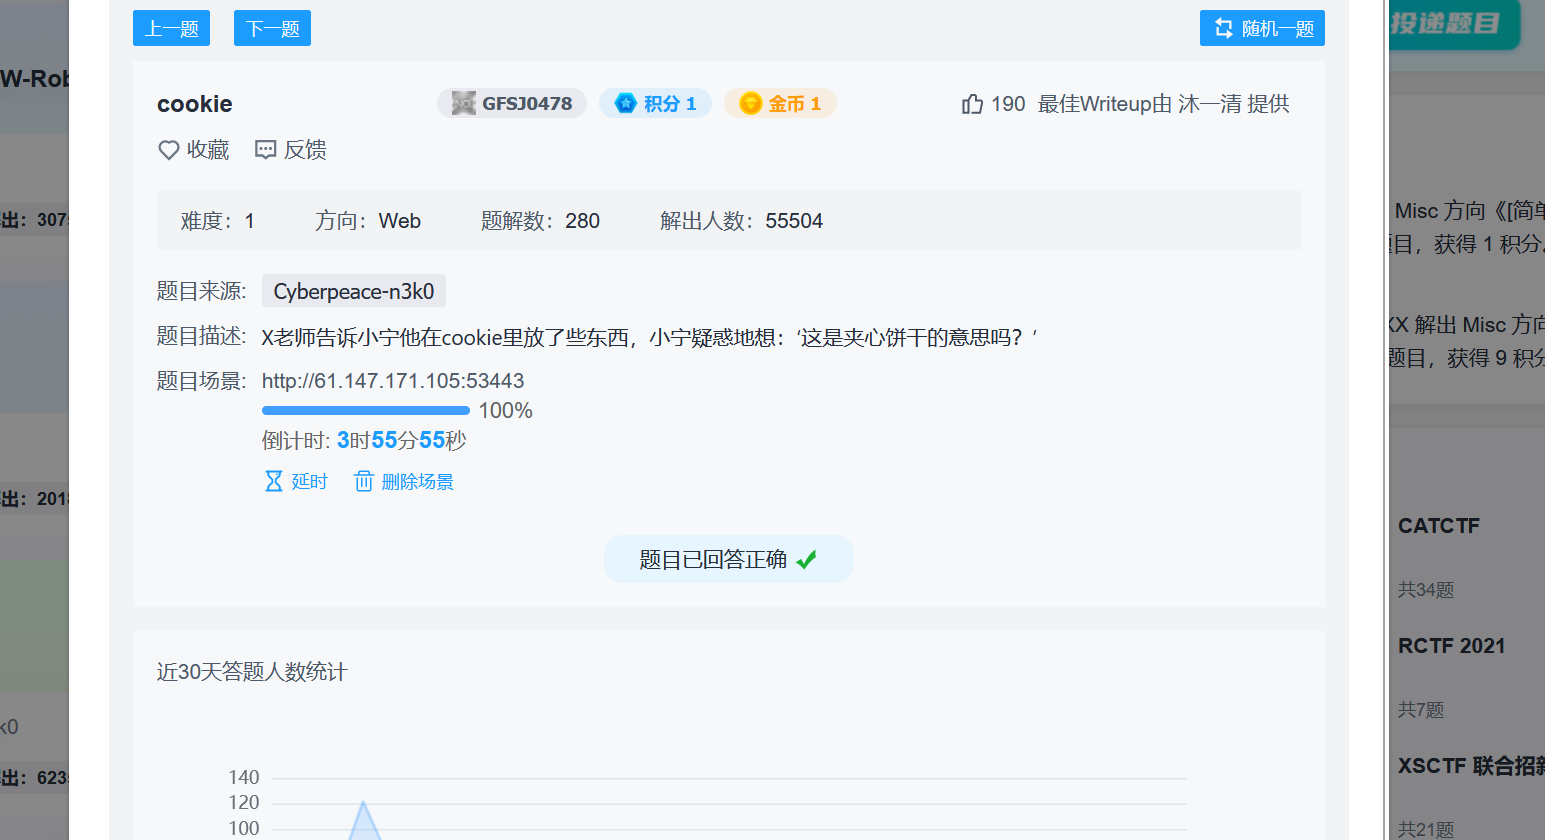 上一题 下一题 随机一题 投递题目
W-Rob
cookie GFSJ0478 积分 1 金币 1 190 最佳Writeup由 沐一清 提供
收藏 反馈
难度：1 方向：Web 题解数：280 解出人数：55504
出：307
Misc 方向《[简单
题目，获得 1 积分
题目来源: Cyberpeace-n3k0
题目描述: X老师告诉小宁他在cookie里放了些东西，小宁疑惑地想：‘这是夹心饼干的意思吗？’
XX 解出 Misc 方向
题目，获得 9 积分
题目场景: http://61.147.171.105:53443
100%
倒计时: 3时55分55秒
延时 删除场景
出：2018
CATCTF
题目已回答正确
共34题
RCTF 2021
近30天答题人数统计
共7题
k0
XSCTF 联合招新
出：623
140
120
100
共21题